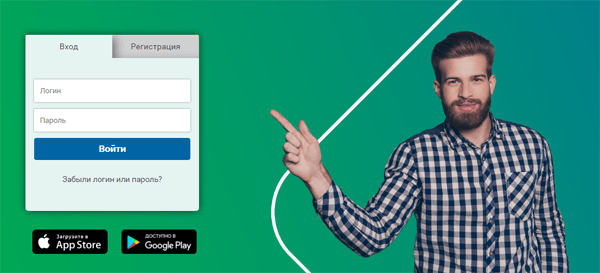 Вход
Регистрация
Логин
Пароль
Войти
Забыли логин или пароль?
Загрузите в
App Store
ДОСТУПНО В
Google Play